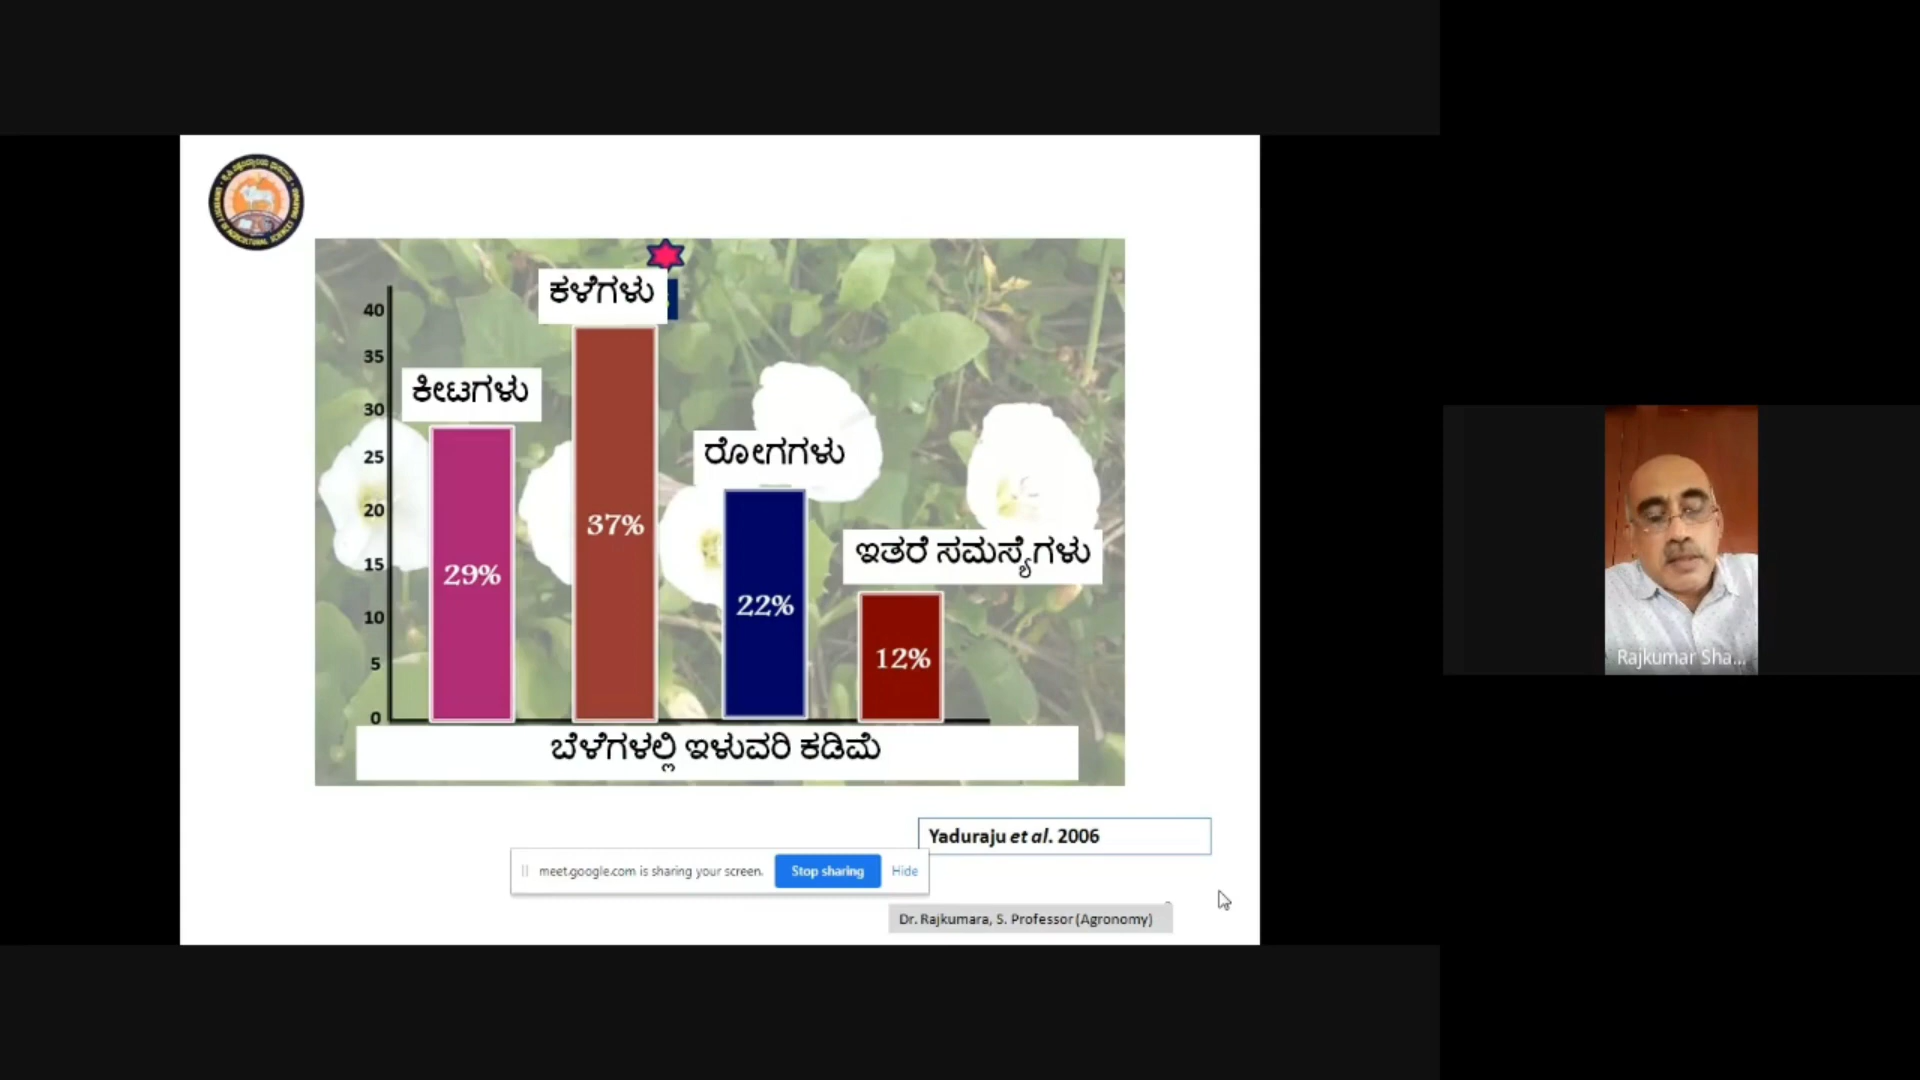 ಕಳೆಗಳು
ಕೀಟಗಳು
ರೋಗಗಳು
ಇತರೆ ಸಮಸ್ಯೆಗಳು
40
35
30
25
20
15
10
5
0
29%
37%
22%
12%
ಬೆಳೆಗಳಲ್ಲಿ ಇಳುವರಿ ಕಡಿಮೆ
Yaduraju et al. 2006
meet.google.com is sharing your screen.
Stop sharing
Hide
Dr. Rajkumara, S. Professor (Agronomy)
Rajkumar Sha...